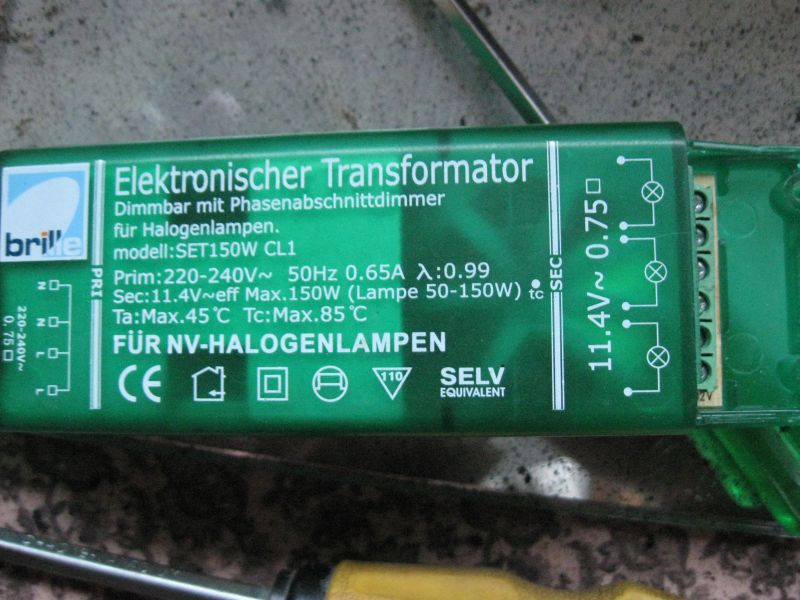 brille
Elektronischer Transformator
Dimmbar mit Phasenabschnittdimmer
für Halogenlampen.
modell:SET150W CL1
Prim:220-240V~ 50Hz 0.65A λ:0.99
Sec:11.4V~eff Max.150W (Lampe 50-150W)
tc
Ta:Max.45℃ Tc:Max.85℃
FÜR NV-HALOGENLAMPEN
CE
110
SELV
EQUIVALENT
PRI
N
N
L
L
220-240V~
0.75□
SEC
11.4V~ 0.75□